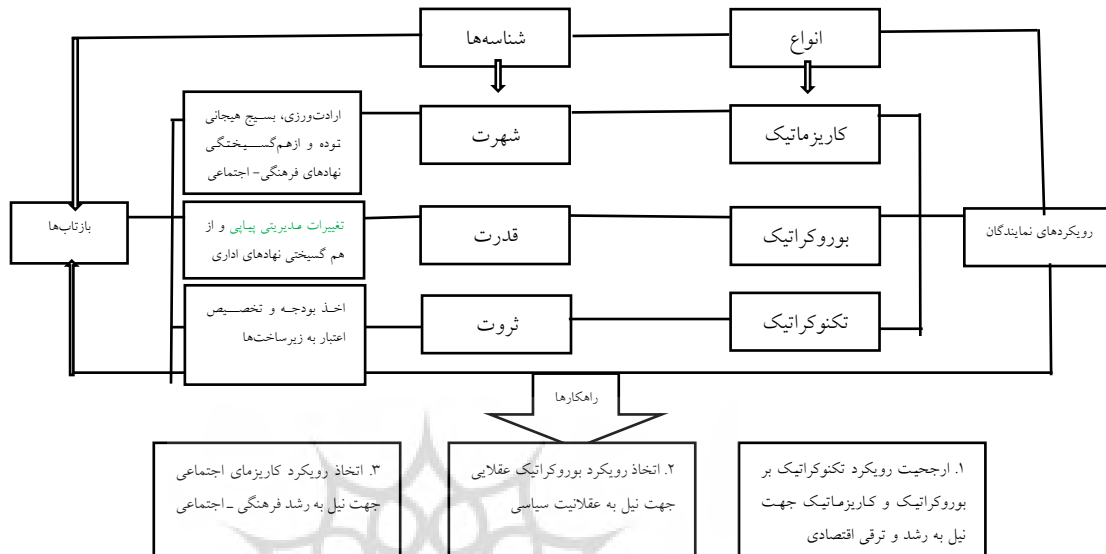 انواع
شناسه‌ها
رویکردهای نمایندگان
کاریزماتیک
شهرت
ارادت‌ورزی، بسیج هیجانی
توده و ازهم‌گسیختگی
نهادهای فرهنگی- اجتماعی
بوروکراتیک
قدرت
تغییرات مدیریتی پیاپی و از
هم گسیختی نهادهای اداری
بازتاب‌ها
تکنوکراتیک
ثروت
اخذ بودجه و تخصیص
اعتبار به زیرساخت‌ها
راهکارها
۱. ارجحیت رویکرد تکنوکراتیک بر
بوروکراتیک و کاریزماتیک جهت
نیل به رشد و ترقی اقتصادی
۲. اتخاذ رویکرد بوروکراتیک عقلایی
جهت نیل به عقلانیت سیاسی
۳. اتخاذ رویکرد کاریزمای اجتماعی
جهت نیل به رشد فرهنگی – اجتماعی